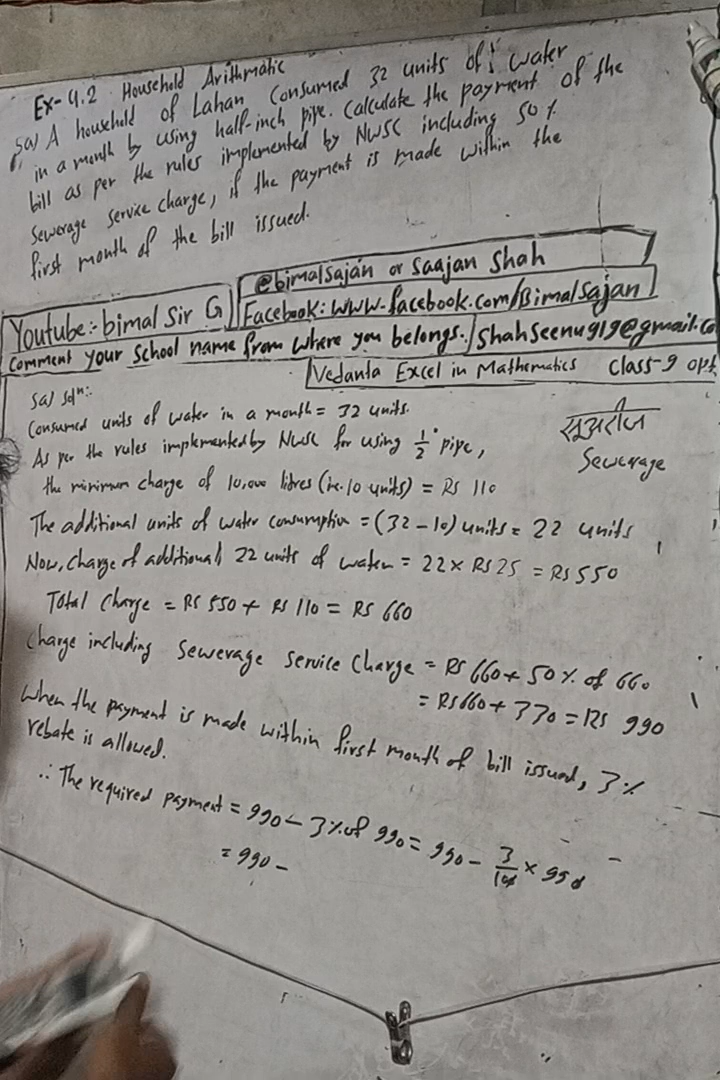 Ex-4.2 Household Arithmatic
5a) A household of Lahan consumed 32 units of water
in a month by using half-inch pipe. Calculate the payment of the
bill as per the rules implemented by NWSC including 50%
sewerage service charge, if the payment is made within the
first month of the bill issued.
@bimalsajan or Saajan Shah
Youtube:- bimal Sir G
Facebook: www.facebook.com/Bimalsajan
Comment your School name from where you belongs.
Shahseenu919@gmail.co
Vedanta Excel in Mathematics Class-9 opt
5a) Solⁿ:
Consumed units of water in a month = 32 units.
As per the rules implemented by NWSC for using 1/2" pipe,
सुअरीज
Sewerage
the minimum charge of 10,000 litres (i.e. 10 units) = RS 110
The additional units of water consumption = (32-10) units = 22 units
Now, charge of additional 22 units of water = 22 × RS 25 = RS 550
Total Charge = RS 550 + RS 110 = RS 660
Charge including Sewerage Service Charge = RS 660 + 50% of 660
= RS 660 + 330 = RS 990
When the payment is made within first month of bill issued, 3%
rebate is allowed.
∴ The required payment = 990 - 3% of 990 = 990 - 3/100 × 990
= 990 -